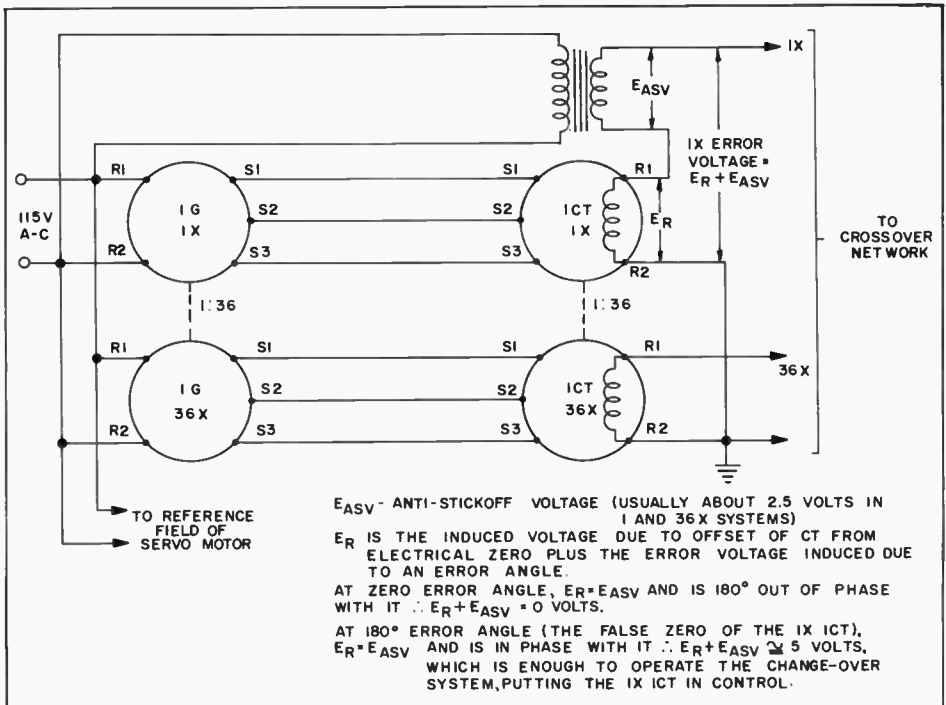 1X
EASV
1X ERROR
VOLTAGE=
ER+EASV
R1
S1
S1
R1
115V
A-C
1G
1X
S2
S2
1CT
1X
ER
TO
CROSSOVER
NETWORK
R2
S3
S3
R2
1:36
1:36
R1
S1
S1
R1
1G
36X
S2
S2
1CT
36X
36X
R2
S3
S3
R2
TO REFERENCE
FIELD OF
SERVO MOTOR
EASV- ANTI-STICKOFF VOLTAGE (USUALLY ABOUT 2.5 VOLTS IN
1 AND 36X SYSTEMS)
ER IS THE INDUCED VOLTAGE DUE TO OFFSET OF CT FROM
ELECTRICAL ZERO PLUS THE ERROR VOLTAGE INDUCED DUE
TO AN ERROR ANGLE.
AT ZERO ERROR ANGLE, ER=EASV AND IS 180° OUT OF PHASE
WITH IT ∴ ER+EASV = 0 VOLTS.
AT 180° ERROR ANGLE (THE FALSE ZERO OF THE 1X 1CT),
ER=EASV AND IS IN PHASE WITH IT ∴ ER+EASV ≅ 5 VOLTS,
WHICH IS ENOUGH TO OPERATE THE CHANGE-OVER
SYSTEM, PUTTING THE 1X 1CT IN CONTROL.